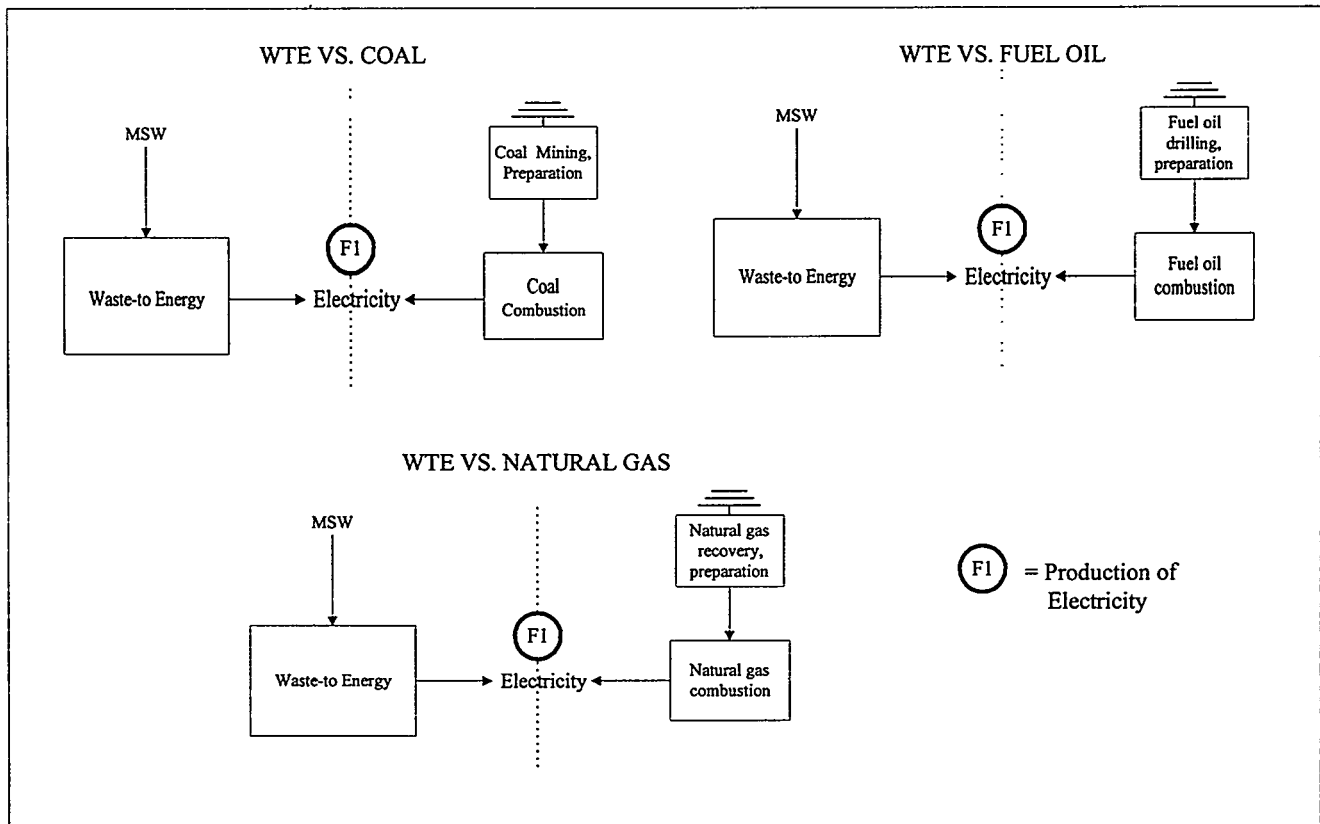 WTE VS. COAL
MSW
Coal Mining,
Preparation
F1
Waste-to Energy
Electricity
Coal
Combustion
WTE VS. FUEL OIL
MSW
Fuel oil
drilling,
preparation
F1
Waste-to Energy
Electricity
Fuel oil
combustion
WTE VS. NATURAL GAS
MSW
Natural gas
recovery,
preparation
F1
Waste-to Energy
Electricity
Natural gas
combustion
F1 = Production of
Electricity